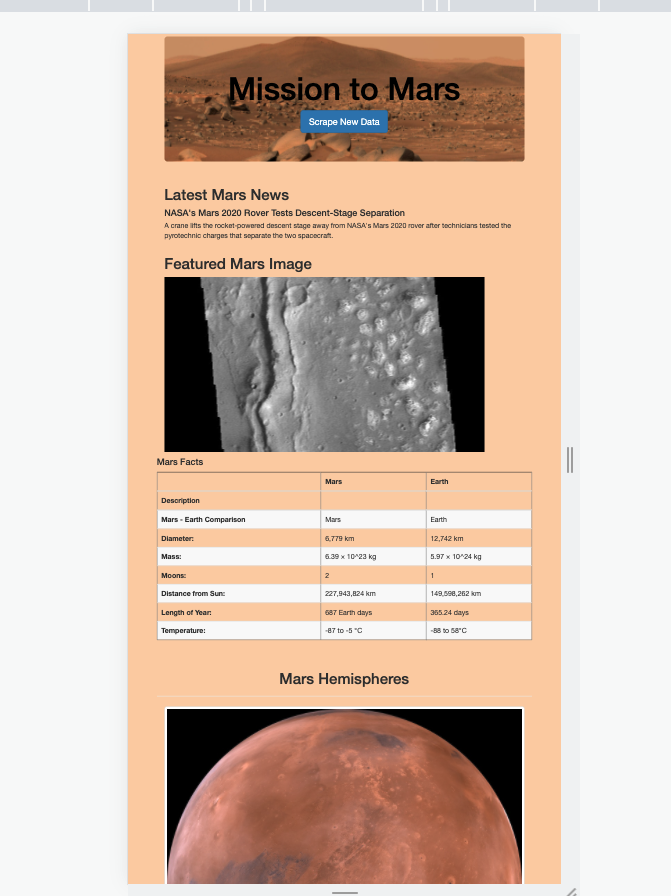 Mission to Mars
Scrape New Data
Latest Mars News
NASA's Mars 2020 Rover Tests Descent-Stage Separation
A crane lifts the rocket-powered descent stage away from NASA's Mars 2020 rover after technicians tested the
pyrotechnic charges that separate the two spacecraft.
Featured Mars Image
Mars Facts
Mars Earth
Description
Mars - Earth Comparison Mars Earth
Diameter: 6,779 km 12,742 km
Mass: 6.39 × 10^23 kg 5.97 × 10^24 kg
Moons: 2 1
Distance from Sun: 227,943,824 km 149,598,262 km
Length of Year: 687 Earth days 365.24 days
Temperature: -87 to -5 °C -88 to 58°C
Mars Hemispheres